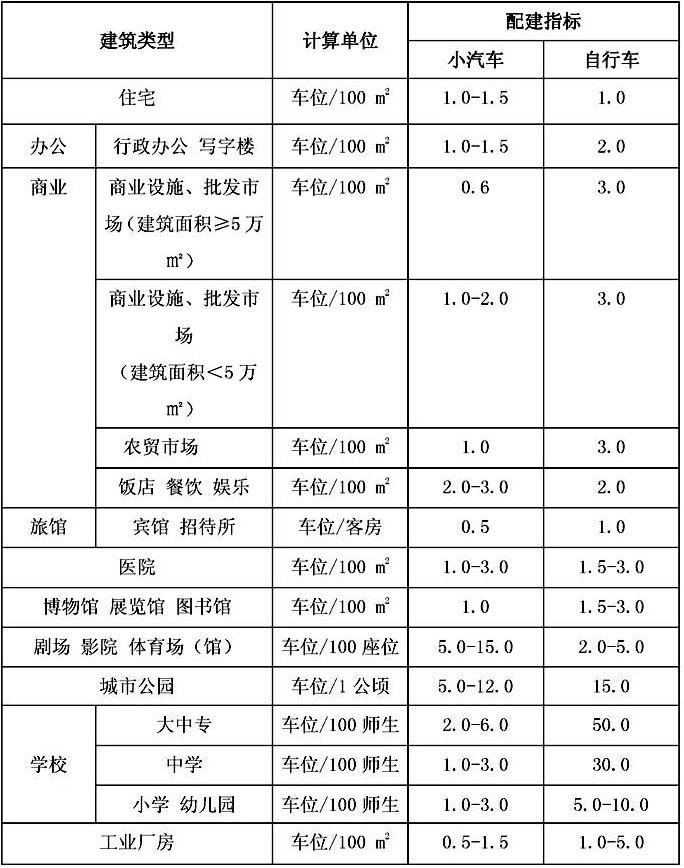 建筑类型 计算单位 配建指标
小汽车 自行车
住宅 车位/100 ㎡ 1.0-1.5 1.0
办公 行政办公 写字楼 车位/100 ㎡ 1.0-1.5 2.0
商业 商业设施、批发市 车位/100 ㎡ 0.6 3.0
场(建筑面积≥5万
㎡)
商业设施、批发市 车位/100 ㎡ 1.0-2.0 3.0
场
(建筑面积<5万
㎡)
农贸市场 车位/100 ㎡ 1.0 3.0
饭店 餐饮 娱乐 车位/100 ㎡ 2.0-3.0 2.0
旅馆 宾馆 招待所 车位/客房 0.5 1.0
医院 车位/100 ㎡ 1.0-3.0 1.5-3.0
博物馆 展览馆 图书馆 车位/100 ㎡ 1.0 1.5-3.0
剧场 影院 体育场(馆) 车位/100 座位 5.0-15.0 2.0-5.0
城市公园 车位/1 公顷 5.0-12.0 15.0
学校 大中专 车位/100 师生 2.0-6.0 50.0
中学 车位/100 师生 1.0-3.0 30.0
小学 幼儿园 车位/100 师生 1.0-3.0 5.0-10.0
工业厂房 车位/100 ㎡ 0.5-1.5 1.0-5.0